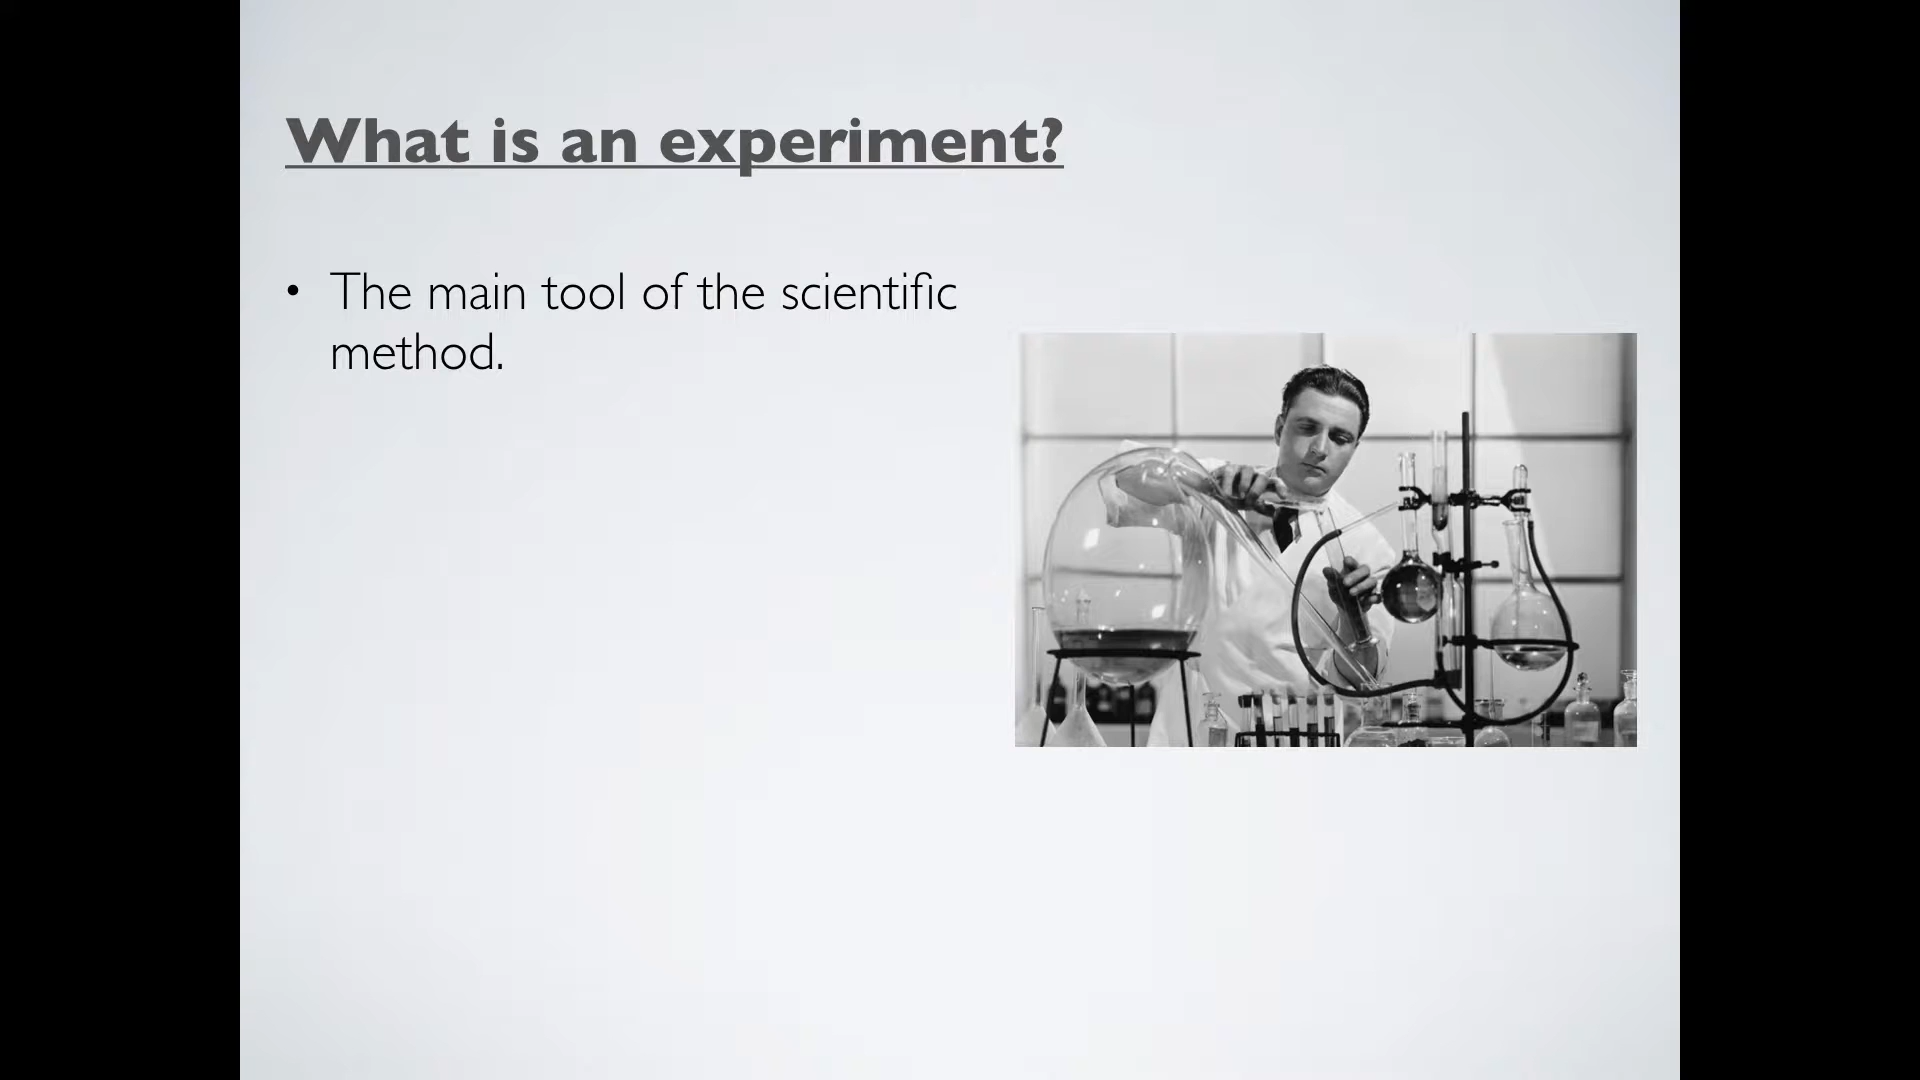 What is an experiment?
• The main tool of the scientific
method.